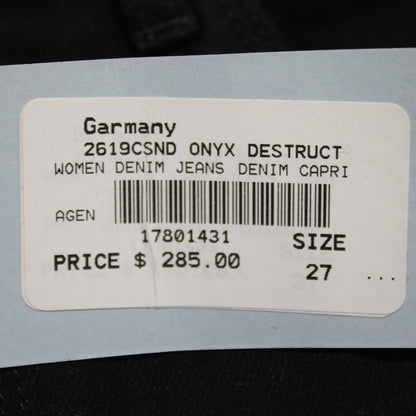 Garmany
2619CSND ONYX DESTRUCT
WOMEN DENIM JEANS DENIM CAPRI
AGEN
17801431
SIZE
PRICE $ 285.00
27 ...